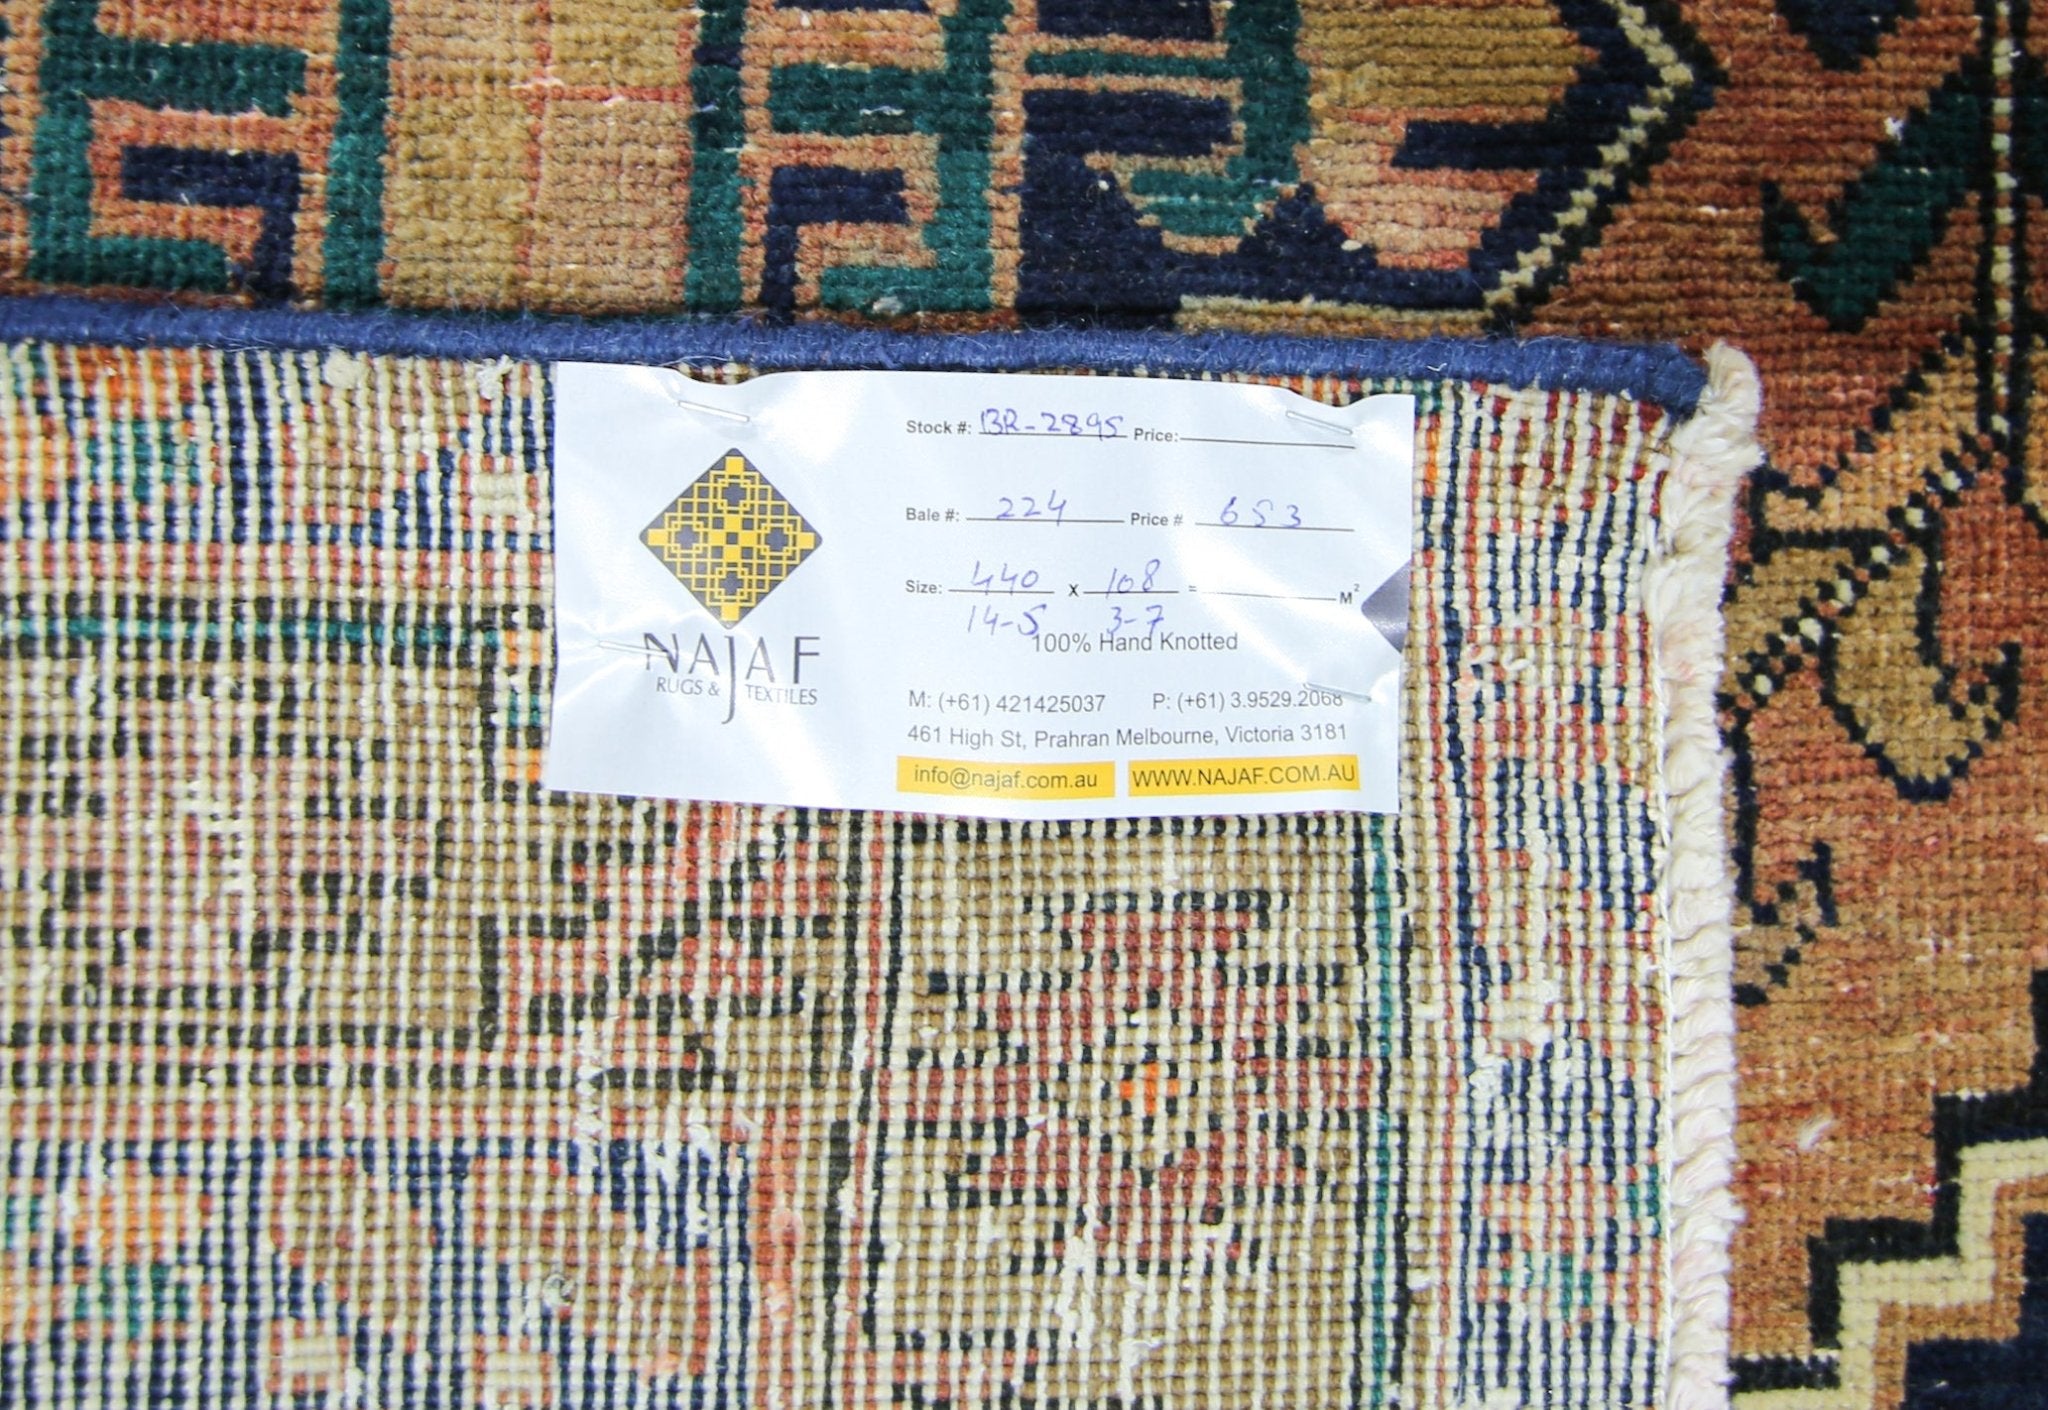 Stock #: BR-2895 Price:
Bale #: 224 Price # 653
Size: 440 x 108 = M²
14-5 3-7
100% Hand Knotted
NAJAF
RUGS & TEXTILES
M: (+61) 421425037 P: (+61) 3.9529.2068
461 High St, Prahran Melbourne, Victoria 3181
info@najaf.com.au WWW.NAJAF.COM.AU